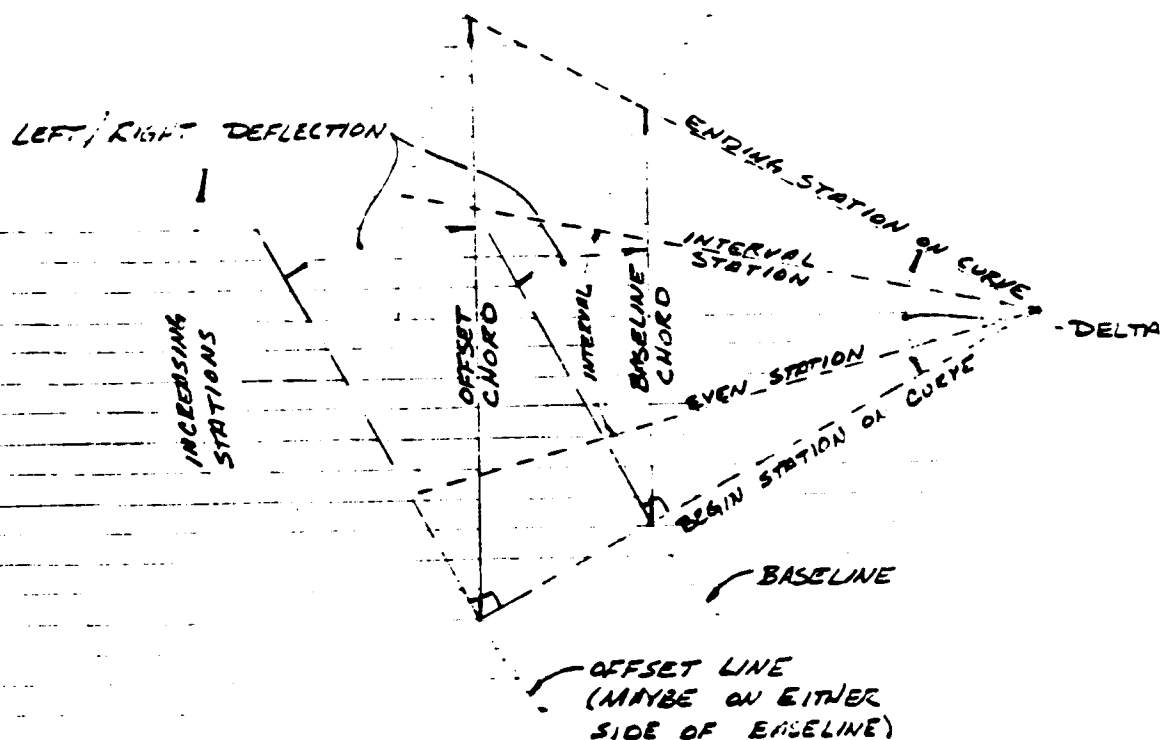 LEFT/RIGHT DEFLECTION
ENDING STATION ON CURVE
INTERVAL
STATION
INCREASING
STATIONS
OFFSET
CHORD
INTERVAL
BASELINE
CHORD
-DELTA
EVEN STATION
BEGIN STATION ON CURVE
BASELINE
OFFSET LINE
(MAYBE ON EITHER
SIDE OF BASELINE)